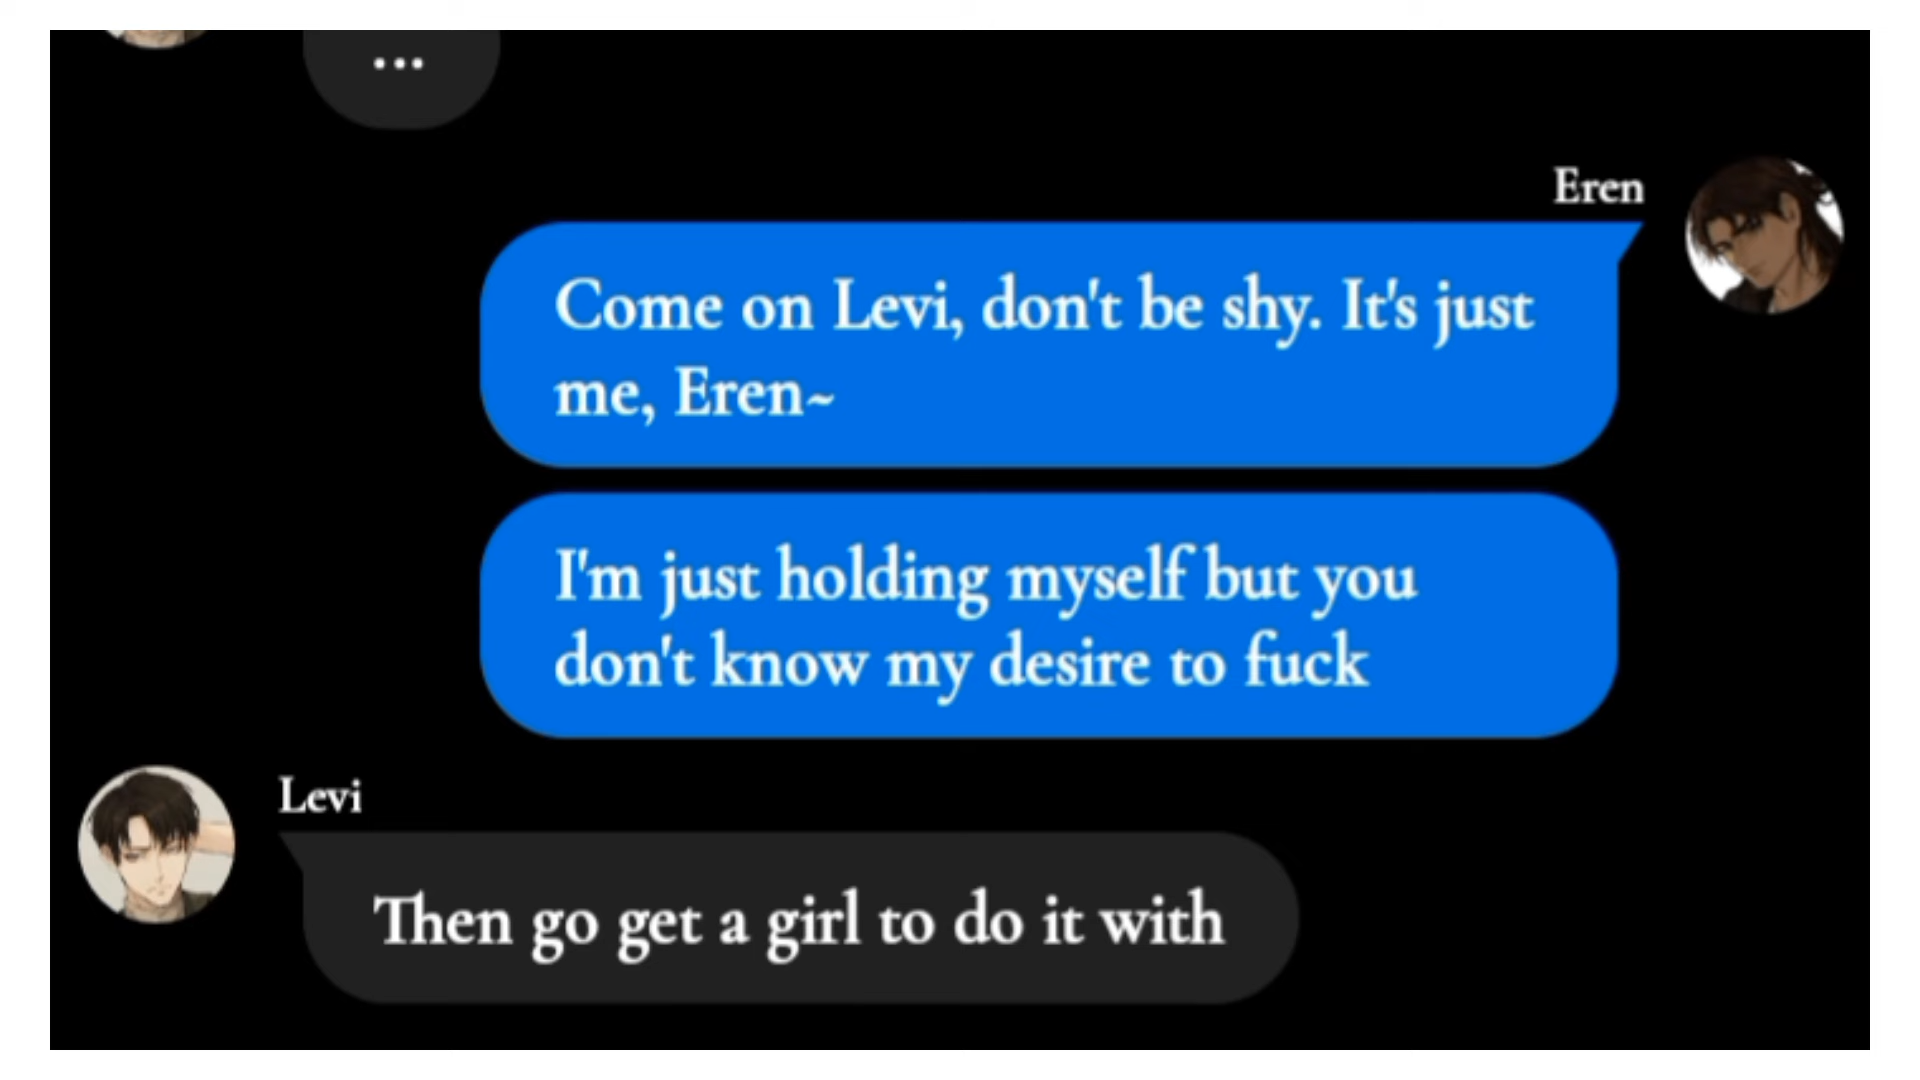 ...
Eren
Come on Levi, don't be shy. It's just
me, Eren~
I'm just holding myself but you
don't know my desire to fuck
Levi
Then go get a girl to do it with